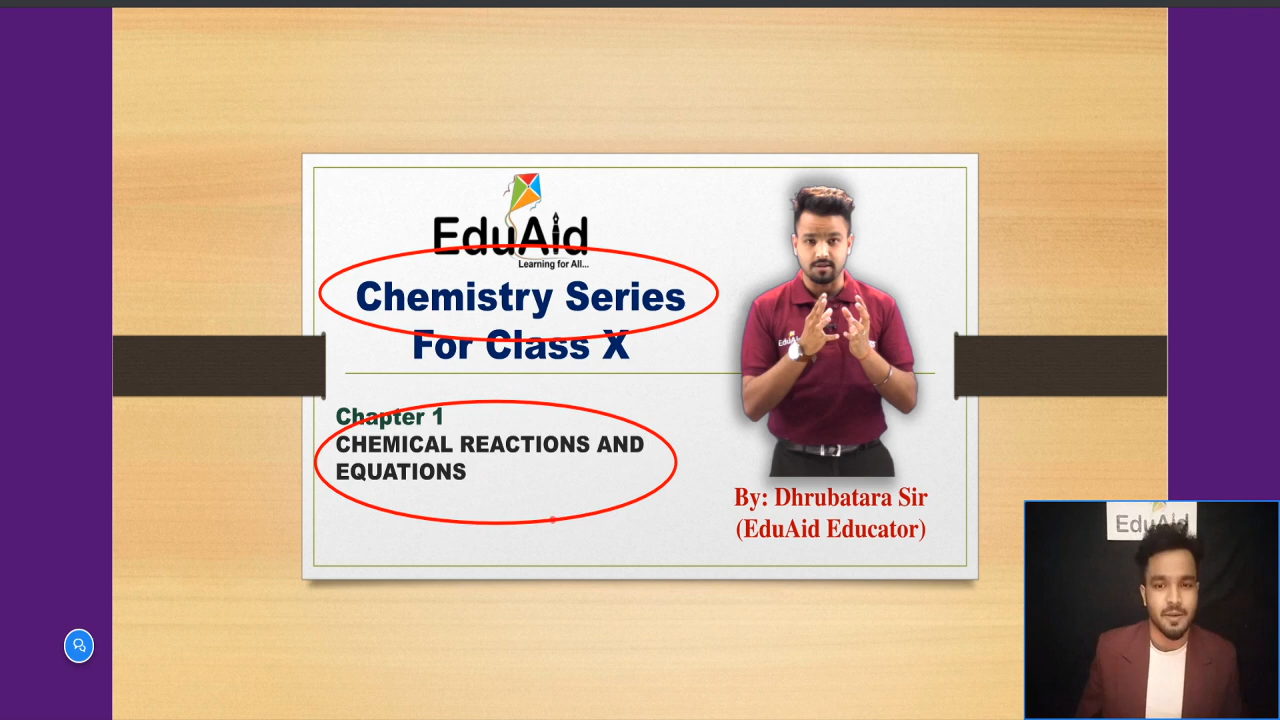 EduAid
Learning for All...
Chemistry Series
For Class X
Chapter 1
CHEMICAL REACTIONS AND
EQUATIONS
By: Dhrubatara Sir
(EduAid Educator)
EduAid
EduAid